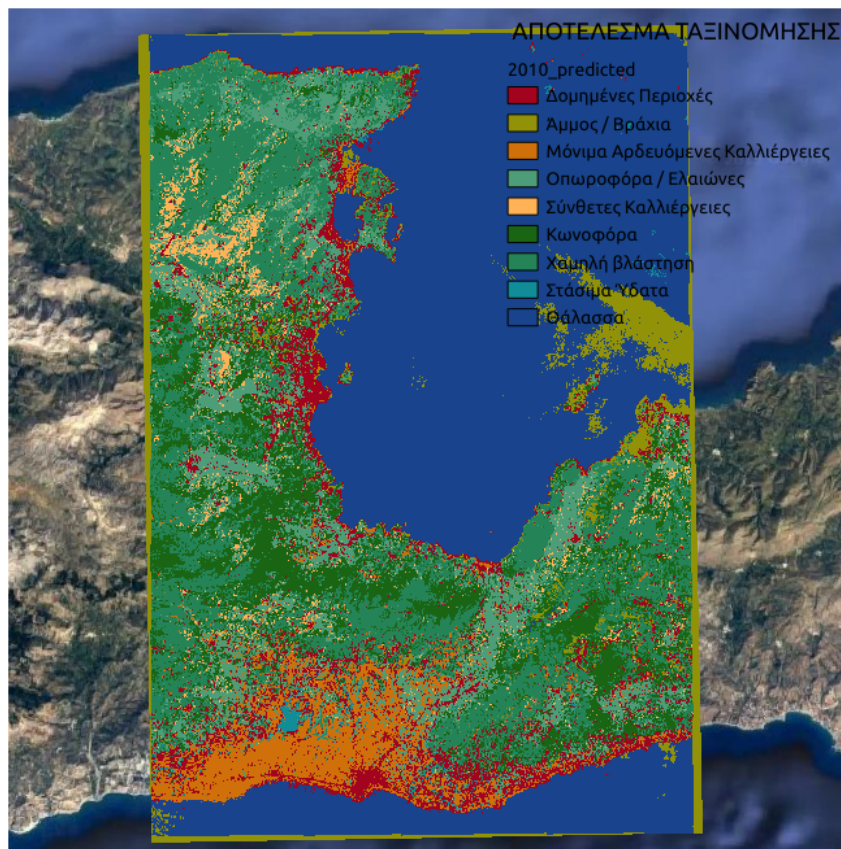 ΑΠΟΤΕΛΕΣΜΑ ΤΑΞΙΝΟΜΗΣΗΣ
2010_predicted
Δομημένες Περιοχές
Άμμος / Βράχια
Μόνιμα Αρδευόμενες Καλλιέργειες
Οπωροφόρα / Ελαιώνες
Σύνθετες Καλλιέργειες
Κωνοφόρα
Χαμηλή βλάστηση
Στάσιμα Ύδατα
Θάλασσα